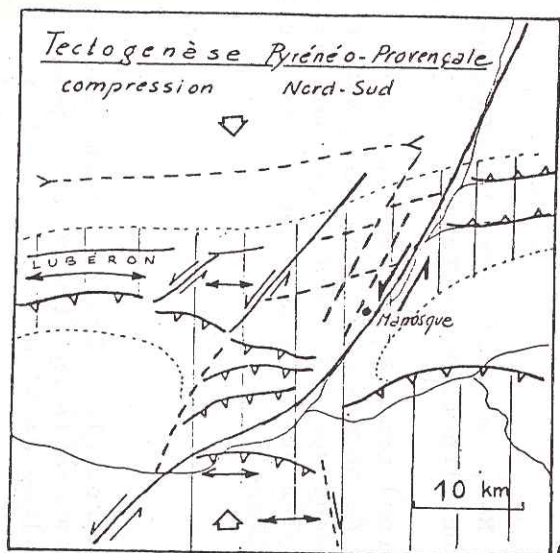 Tectogenèse Pyrénéo-Provençale
compression Nord-Sud
LUBERON
Manosque
10 km